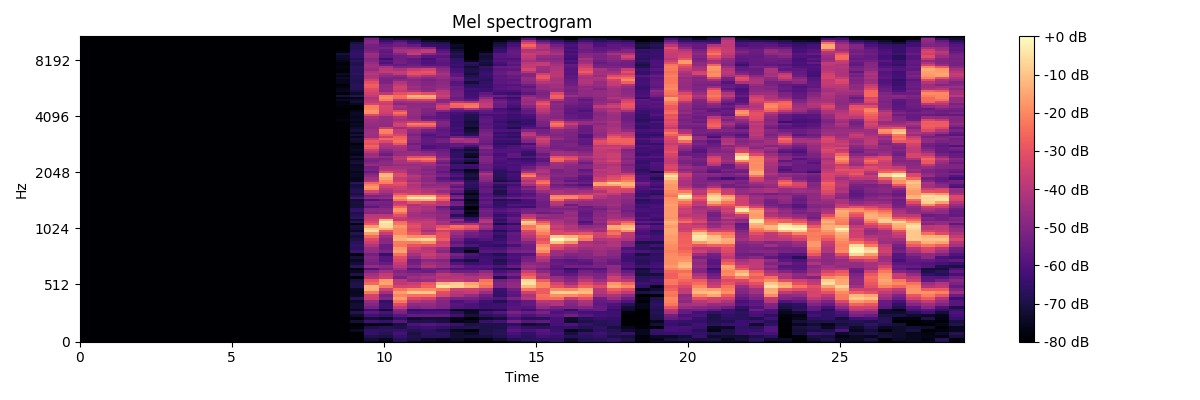 Mel spectrogram
+0 dB
8192
-10 dB
4096
-20 dB
-30 dB
2048
-40 dB
Hz
1024
-50 dB
-60 dB
512
-70 dB
0
-80 dB
0 5 10 15 20 25
Time